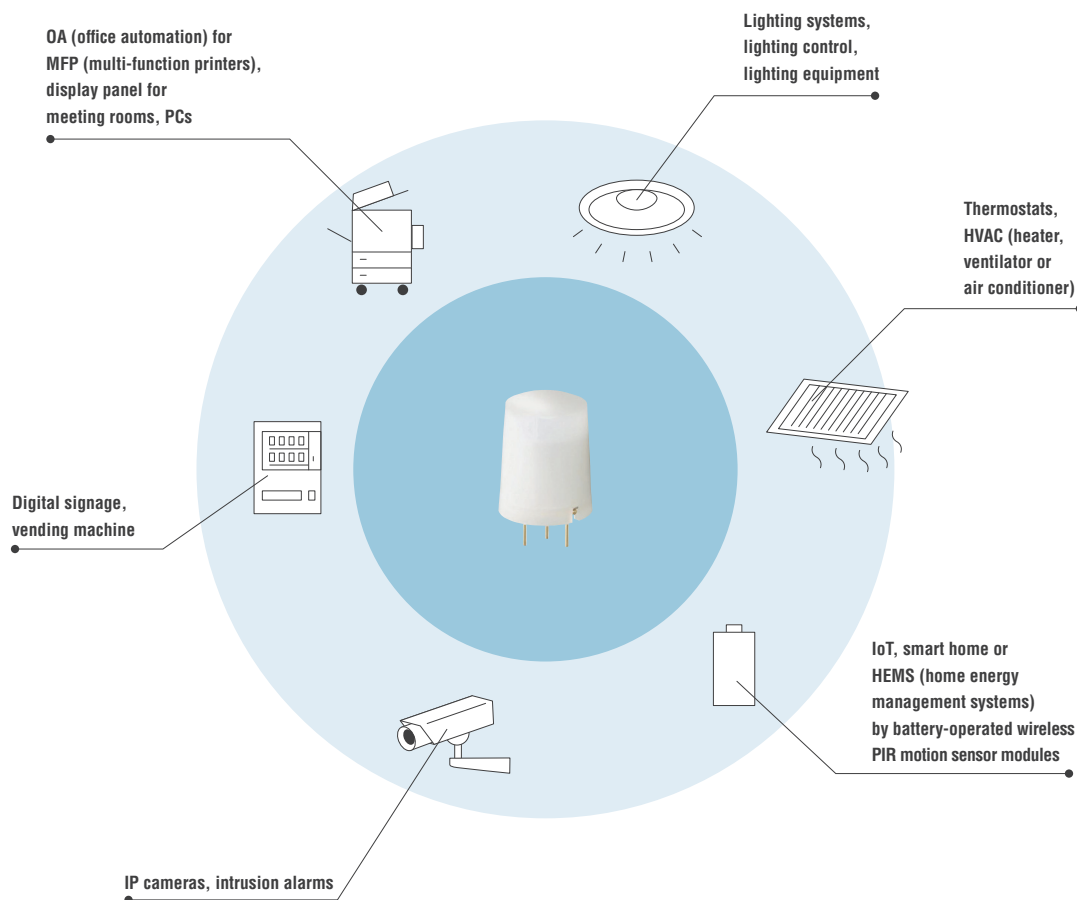 OA (office automation) for
MFP (multi-function printers),
display panel for
meeting rooms, PCs
Lighting systems,
lighting control,
lighting equipment
Thermostats,
HVAC (heater,
ventilator or
air conditioner)
Digital signage,
vending machine
IoT, smart home or
HEMS (home energy
management systems)
by battery-operated wireless
PIR motion sensor modules
IP cameras, intrusion alarms